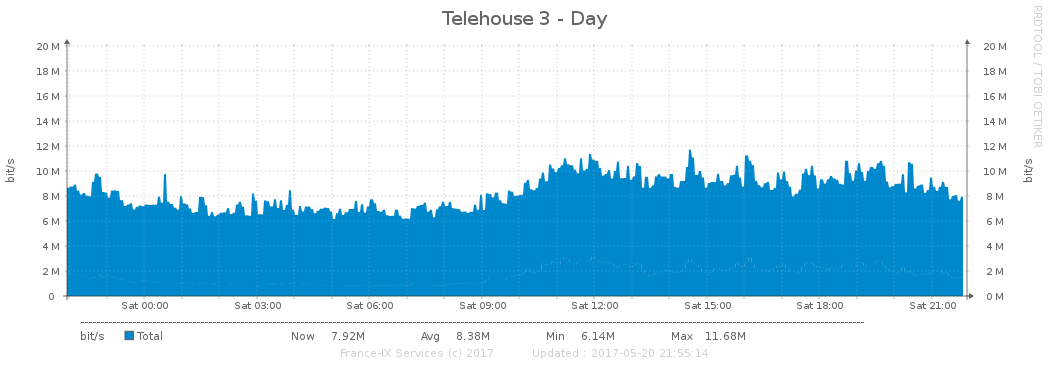 Telehouse 3 - Day
RRDTOOL / TOBI OETIKER
bit/s
20 M 20 M
18 M 18 M
16 M 16 M
14 M 14 M
12 M 12 M
10 M 10 M
8 M 8 M
6 M 6 M
4 M 4 M
2 M 2 M
0 0 M
bit/s
Sat 00:00 Sat 03:00 Sat 06:00 Sat 09:00 Sat 12:00 Sat 15:00 Sat 18:00 Sat 21:00
bit/s Total Now 7.92M Avg 8.38M Min 6.14M Max 11.68M
France-IX Services (c) 2017 Updated : 2017-05-20 21:55:14